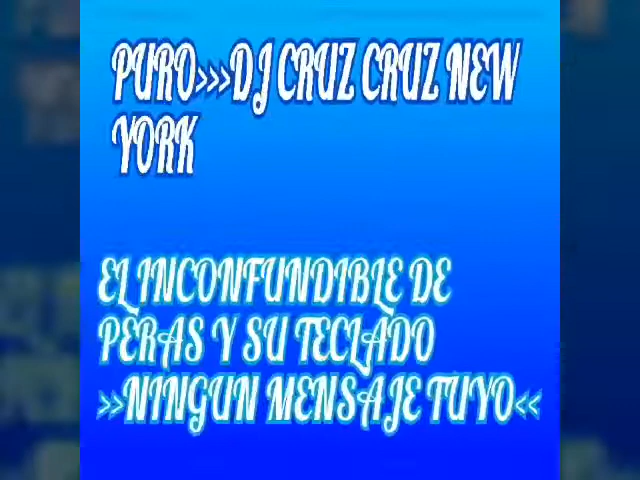 PURO>>>DJ CRUZ CRUZ NEW
YORK
EL INCONFUNDIBLE DE
PERAS Y SU TECLADO
>>NINGUN MENSAJE TUYO<<